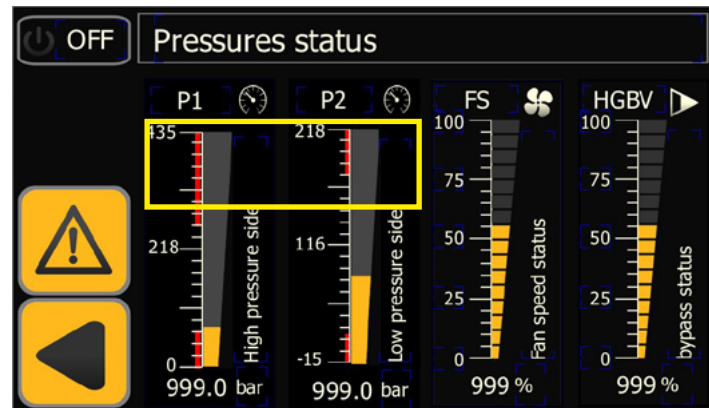 OFF
Pressures status
P1
435
218
0
High pressure side
999.0 bar
P2
218
116
-15
Low pressure side
999.0 bar
FS
100
75
50
25
0
Fan speed status
999 %
HGBV
100
75
50
25
0
bypass status
999 %